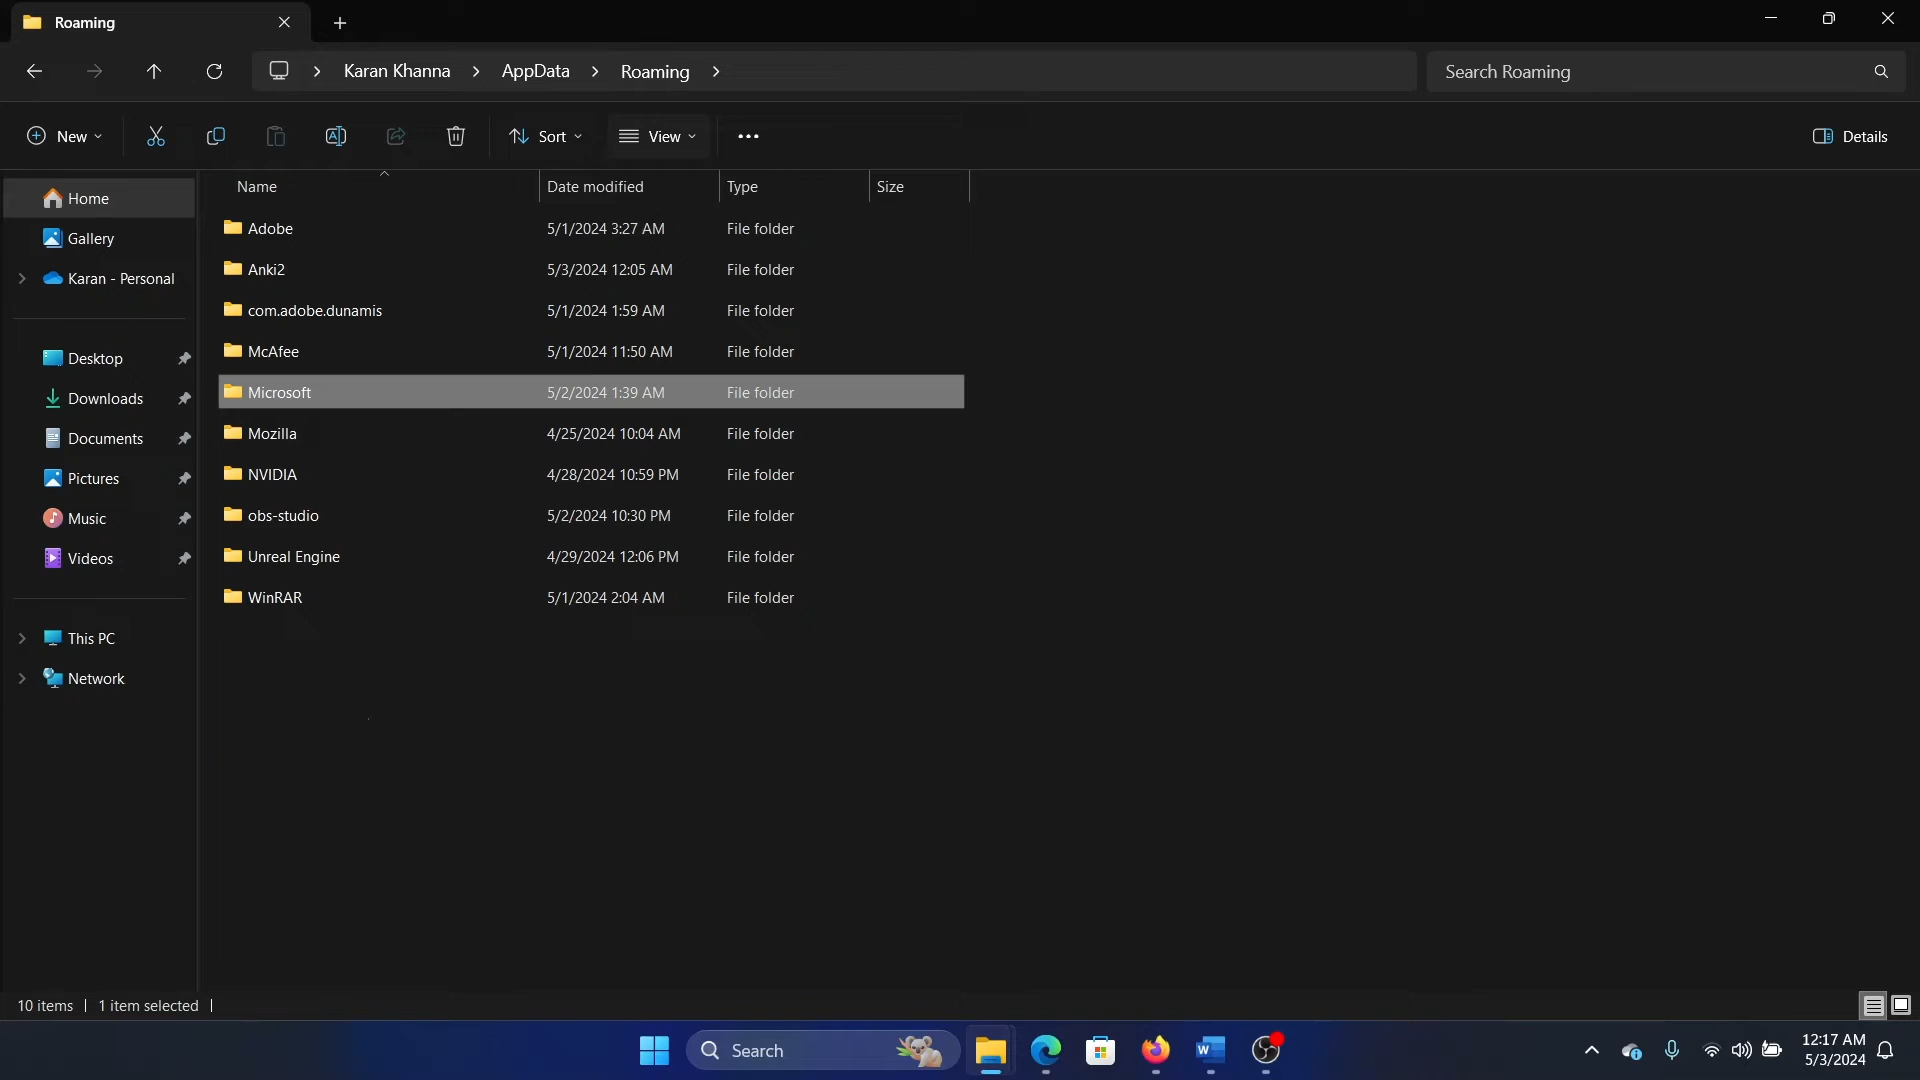 Roaming
Karan Khanna AppData Roaming
Search Roaming
New
Sort
View
Details
Name Date modified Type Size
Home
Gallery
Karan - Personal
Desktop
Downloads
Documents
Pictures
Music
Videos
This PC
Network
Adobe 5/1/2024 3:27 AM File folder
Anki2 5/3/2024 12:05 AM File folder
com.adobe.dunamis 5/1/2024 1:59 AM File folder
McAfee 5/1/2024 11:50 AM File folder
Microsoft 5/2/2024 1:39 AM File folder
Mozilla 4/25/2024 10:04 AM File folder
NVIDIA 4/28/2024 10:59 PM File folder
obs-studio 5/2/2024 10:30 PM File folder
Unreal Engine 4/29/2024 12:06 PM File folder
WinRAR 5/1/2024 2:04 AM File folder
10 items 1 item selected
Search
12:17 AM
5/3/2024